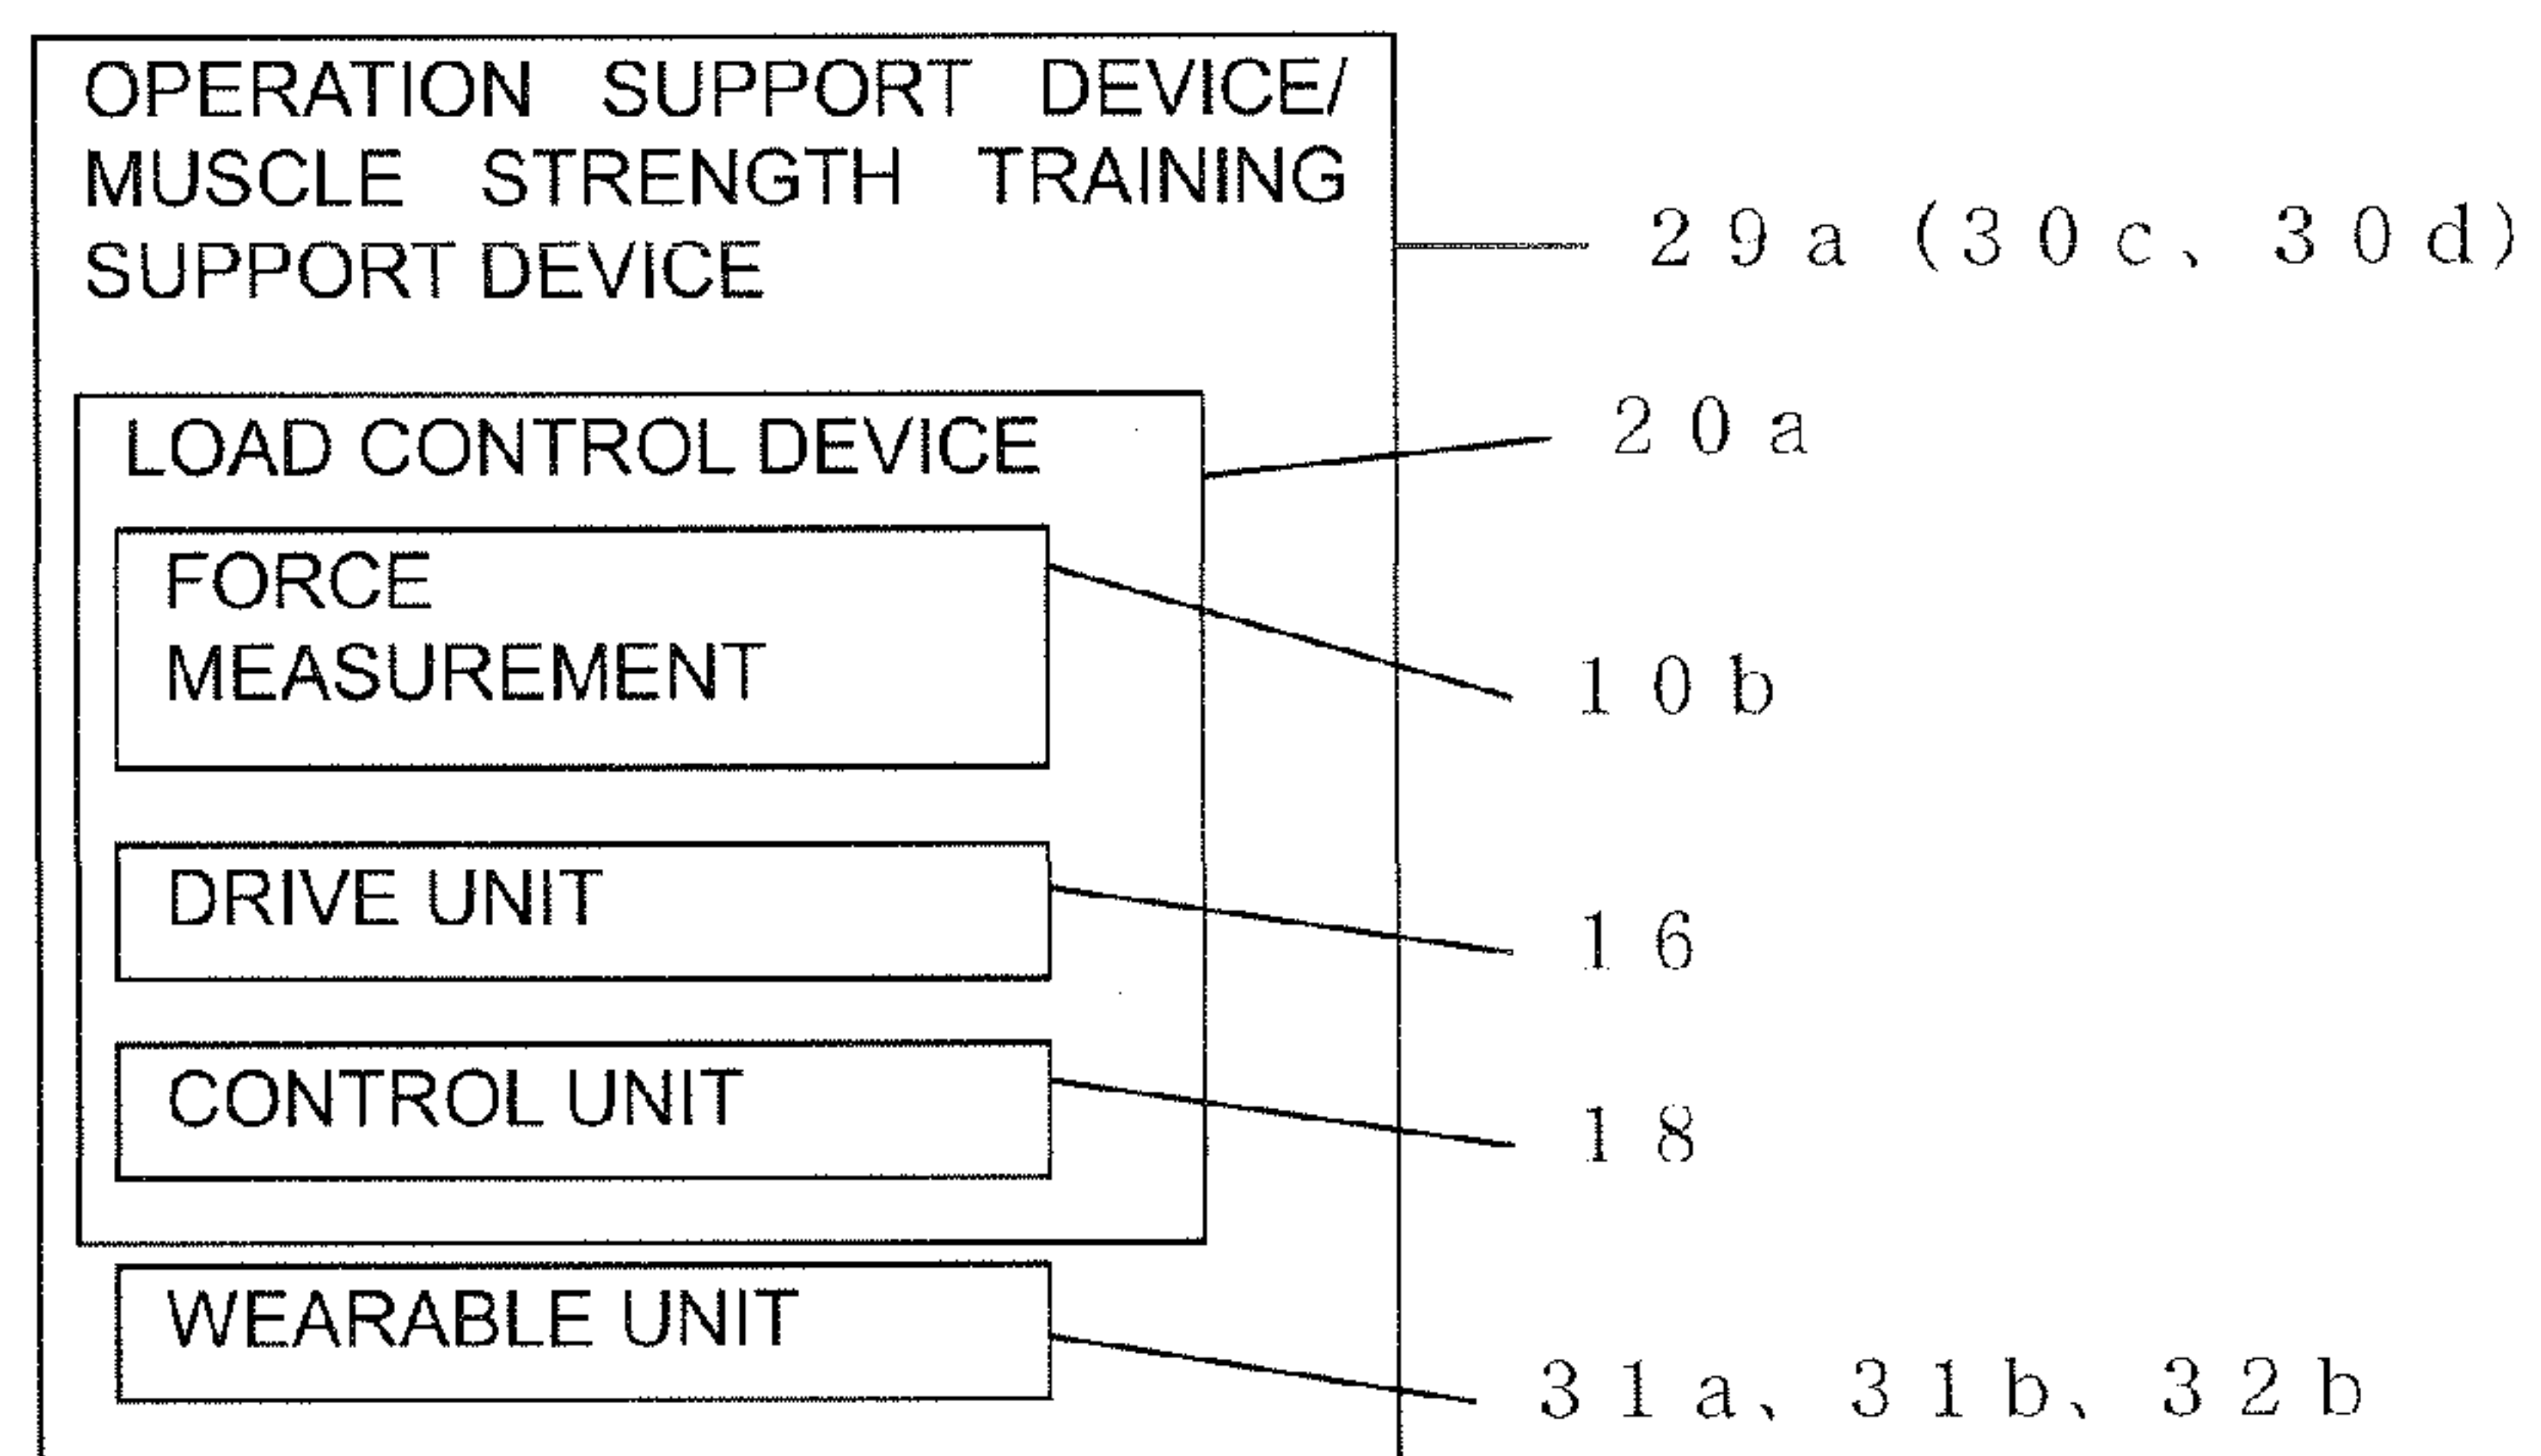 OPERATION SUPPORT DEVICE/
MUSCLE STRENGTH TRAINING
SUPPORT DEVICE
29a (30c、30d)
LOAD CONTROL DEVICE
20a
FORCE
MEASUREMENT
10b
DRIVE UNIT
16
CONTROL UNIT
18
WEARABLE UNIT
31a、31b、32b